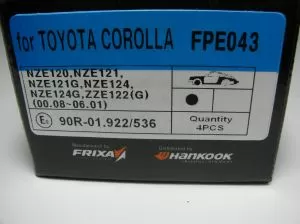 for TOYOTA COROLLA FPE043
NZE120,NZE121,
NZE121G,NZE124,
NZE124G,ZZE122(G)
(00.08-06.01)
90R-01.922/536
Quantity
4PCS
FRIXA
HANKOOK